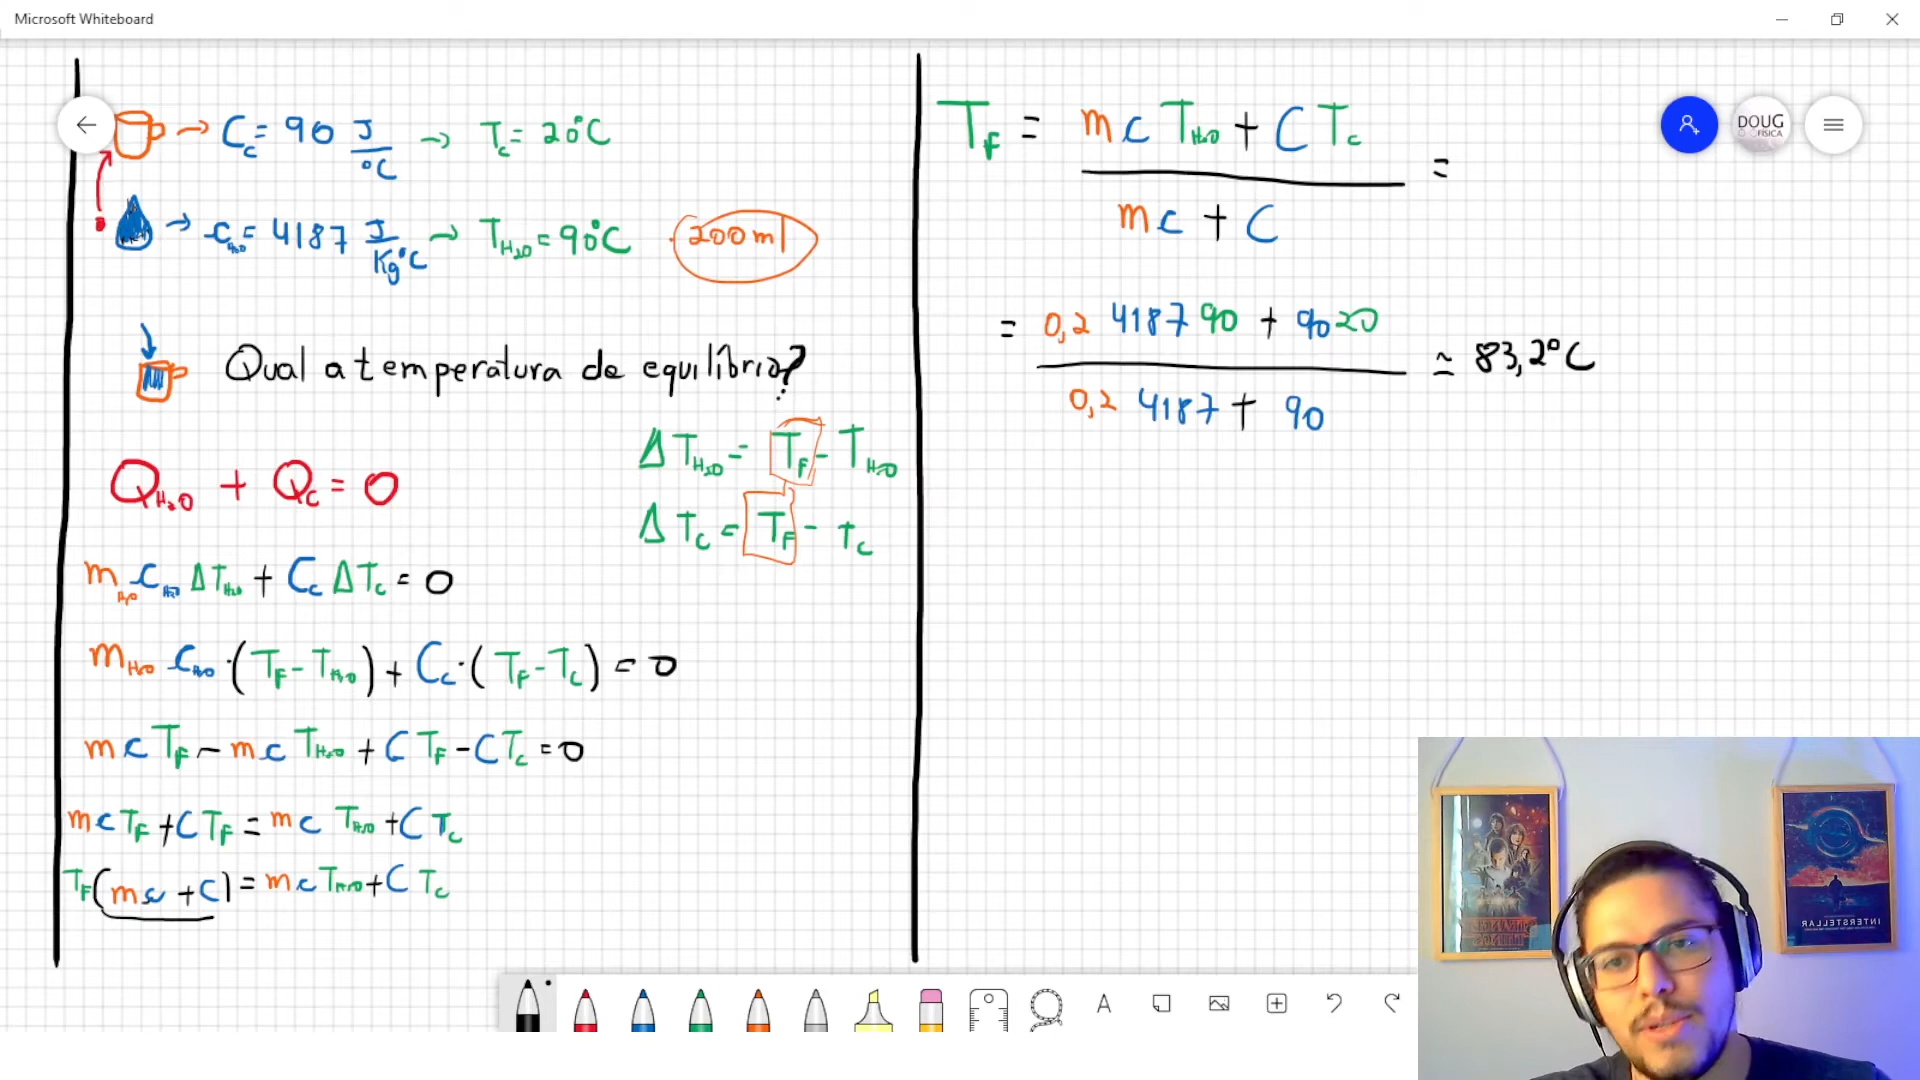 Microsoft Whiteboard
→ C_c = 90 J/°C → T_c = 20°C
→ c_H₂O = 4187 J/Kg°C → T_H₂O = 90°C 200ml
Qual a temperatura de equilíbrio?
Q_H₂O + Q_C = 0
ΔT_H₂O = T_F - T_H₂O
ΔT_C = T_F - T_C
m_H₂O c_H₂O ΔT_H₂O + C_c ΔT_c = 0
m_H₂O c_H₂O · (T_F - T_H₂O) + C_c · (T_F - T_C) = 0
m c T_F - m c T_H₂O + C T_F - C T_c = 0
m c T_F + C T_F = m c T_H₂O + C T_c
T_F (m c + C) = m c T_H₂O + C T_c
T_F = (m c T_H₂O + C T_c) / (m c + C) =
= (0,2 4187 90 + 90 20) / (0,2 4187 + 90) ≃ 83,2°C
DOUG
FÍSICA
INTERSTELLAR
A